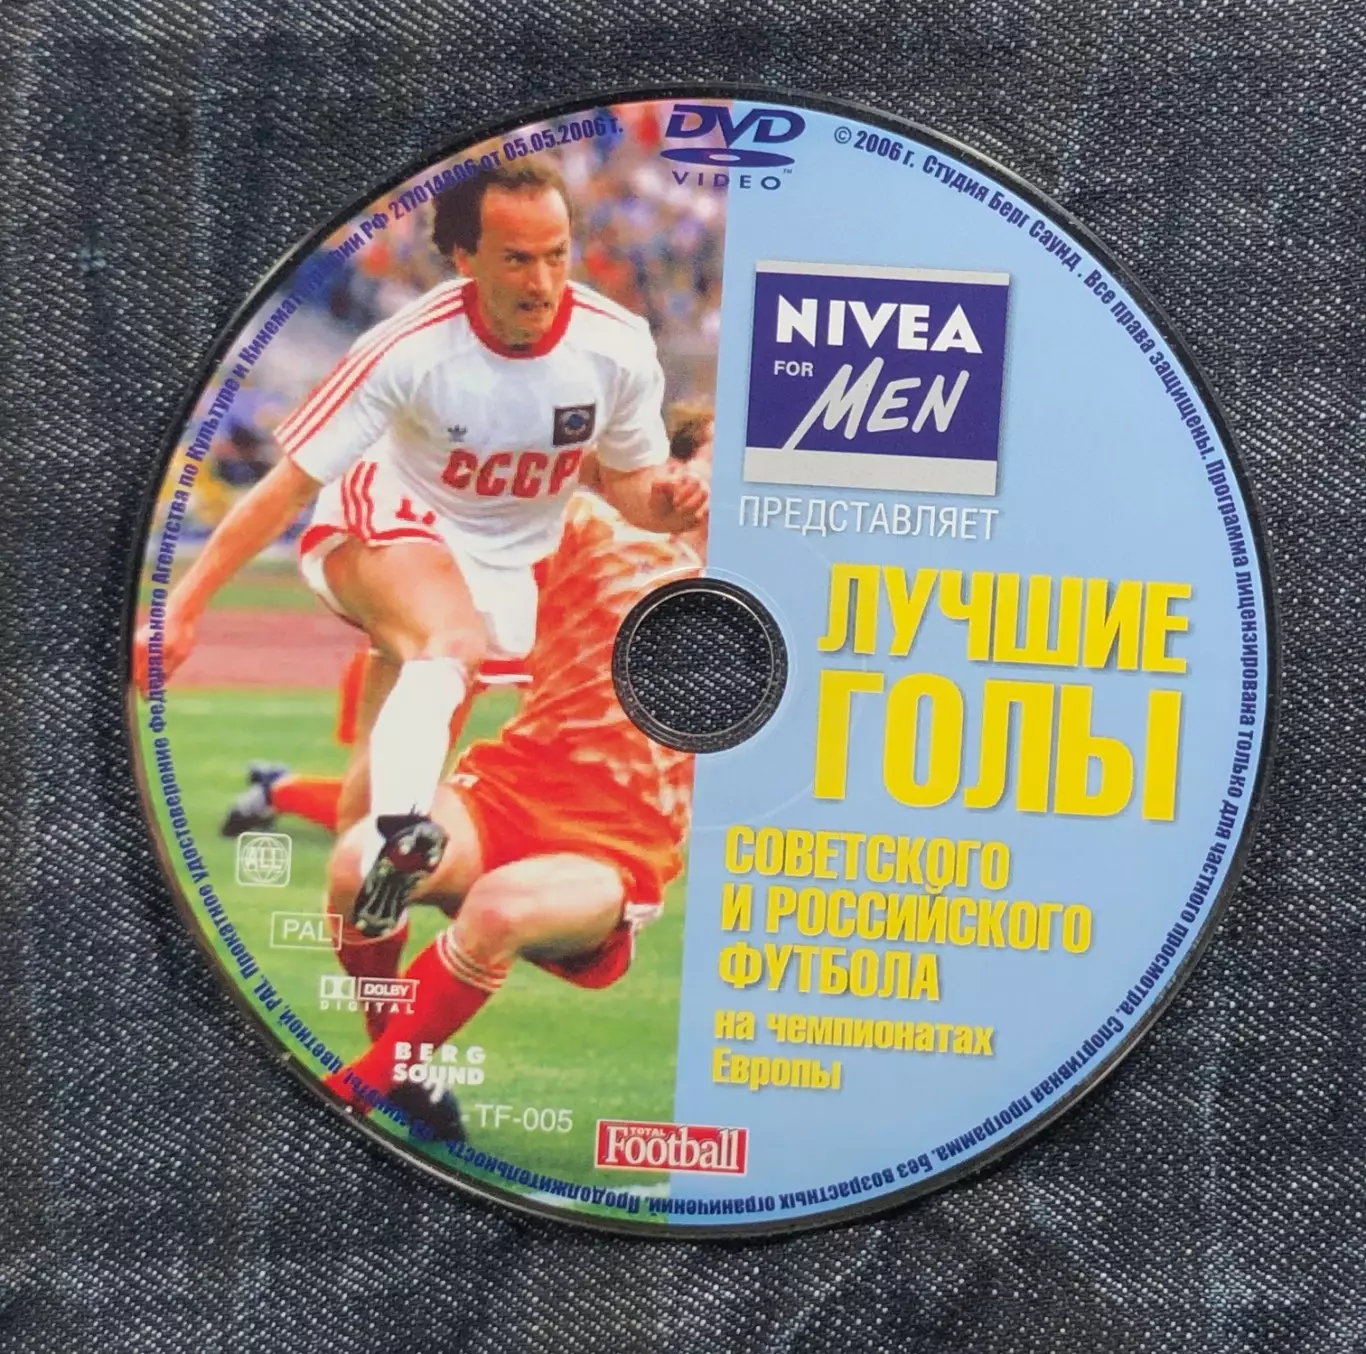 DVD
VIDEO™
Прокатное удостоверение Федерального Агентства по Культуре и Кинематографии РФ 217014806 от 05.05.2006 г.
© 2006 г. Студия Берг Саунд . Все права защищены. Программа лицензирована только для частного просмотра. Спортивная программа. Без возрастных ограничений. Продолжительность
минуты цветной, PAL.
NIVEA
FOR MEN
ПРЕДСТАВЛЯЕТ
ЛУЧШИЕ
ГОЛЫ
СОВЕТСКОГО
И РОССИЙСКОГО
ФУТБОЛА
на чемпионатах
Европы
СССР
ALL
PAL
DOLBY
DIGITAL
BERG
SOUND
TF-005
TOTAL
Football